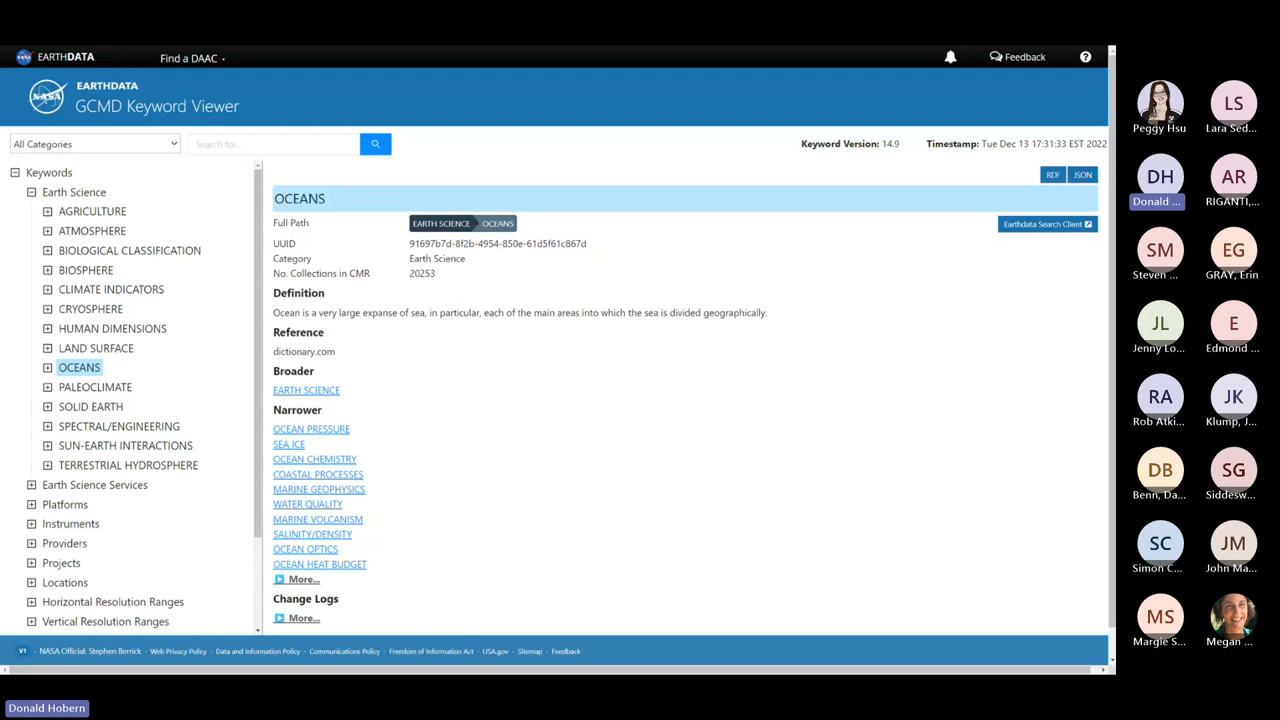 EARTHDATA
Find a DAAC
Feedback
EARTHDATA
GCMD Keyword Viewer
All Categories
Search for...
Keyword Version: 14.9
Timestamp: Tue Dec 13 17:31:33 EST 2022
Keywords
Earth Science
AGRICULTURE
ATMOSPHERE
BIOLOGICAL CLASSIFICATION
BIOSPHERE
CLIMATE INDICATORS
CRYOSPHERE
HUMAN DIMENSIONS
LAND SURFACE
OCEANS
PALEOCLIMATE
SOLID EARTH
SPECTRAL/ENGINEERING
SUN-EARTH INTERACTIONS
TERRESTRIAL HYDROSPHERE
Earth Science Services
Platforms
Instruments
Providers
Projects
Locations
Horizontal Resolution Ranges
Vertical Resolution Ranges
RDF JSON
OCEANS
Full Path EARTH SCIENCE OCEANS
Earthdata Search Client
UUID 91697b7d-8f2b-4954-850e-61d5f61c867d
Category Earth Science
No. Collections in CMR 20253
Definition
Ocean is a very large expanse of sea, in particular, each of the main areas into which the sea is divided geographically.
Reference
dictionary.com
Broader
EARTH SCIENCE
Narrower
OCEAN PRESSURE
SEA ICE
OCEAN CHEMISTRY
COASTAL PROCESSES
MARINE GEOPHYSICS
WATER QUALITY
MARINE VOLCANISM
SALINITY/DENSITY
OCEAN OPTICS
OCEAN HEAT BUDGET
More...
Change Logs
More...
V1 - NASA Official: Stephen Berrick · Web Privacy Policy · Data and Information Policy · Communications Policy · Freedom of Information Act · USA.gov · Sitemap · Feedback
Peggy Hsu
LS
Lara Sed...
DH
Donald ...
AR
RIGANTI,...
SM
Steven ...
EG
GRAY, Erin
JL
Jenny Lo...
E
Edmond ...
RA
Rob Atki...
JK
Klump, J...
DB
Benn, Da...
SG
Siddesw...
SC
Simon C...
JM
John Ma...
MS
Margie S...
Megan ...
Donald Hobern